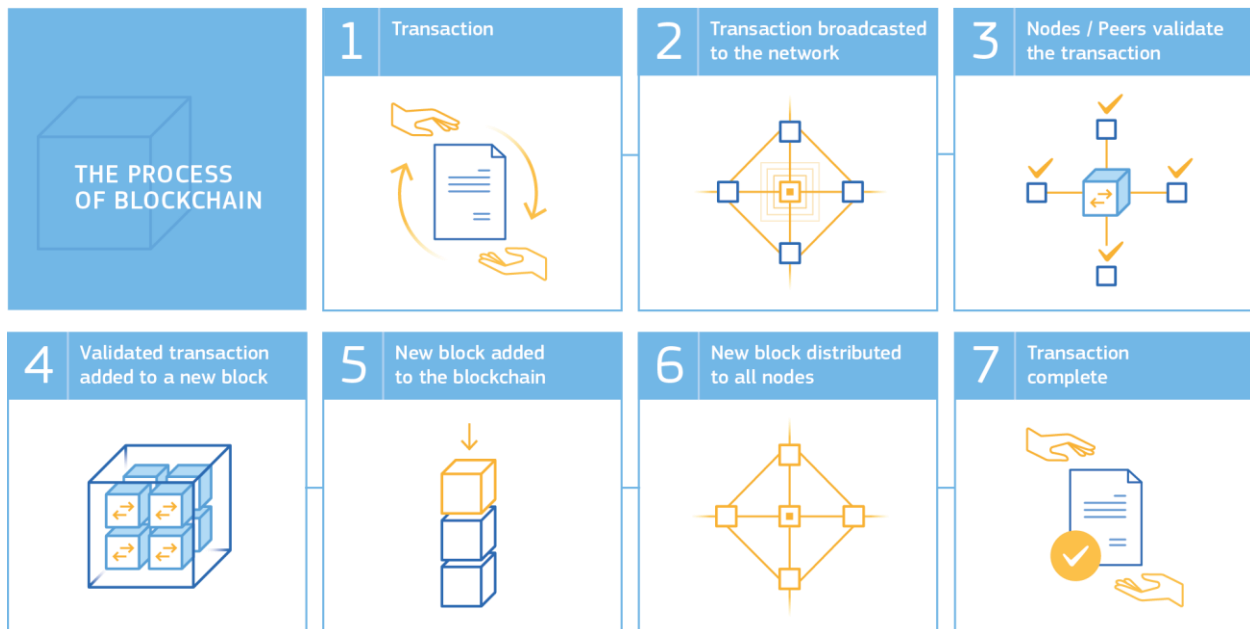 THE PROCESS
OF BLOCKCHAIN
1
Transaction
2
Transaction broadcasted
to the network
3
Nodes / Peers validate
the transaction
4
Validated transaction
added to a new block
5
New block added
to the blockchain
6
New block distributed
to all nodes
7
Transaction
complete